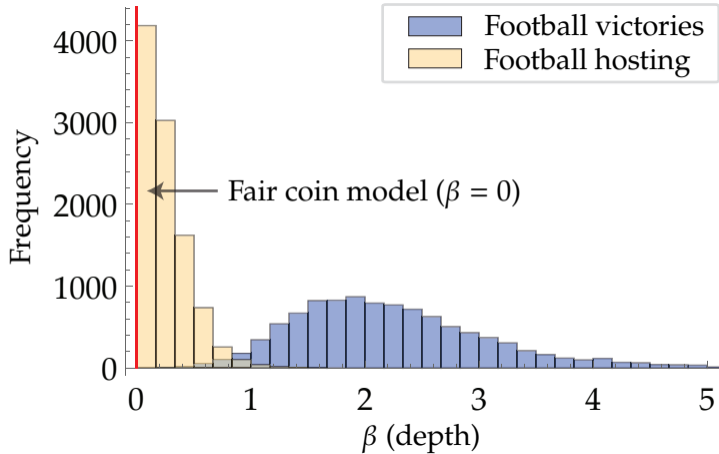 Football victories
Football hosting
4000
3000
2000
1000
0
Frequency
Fair coin model (β = 0)
0 1 2 3 4 5
β (depth)